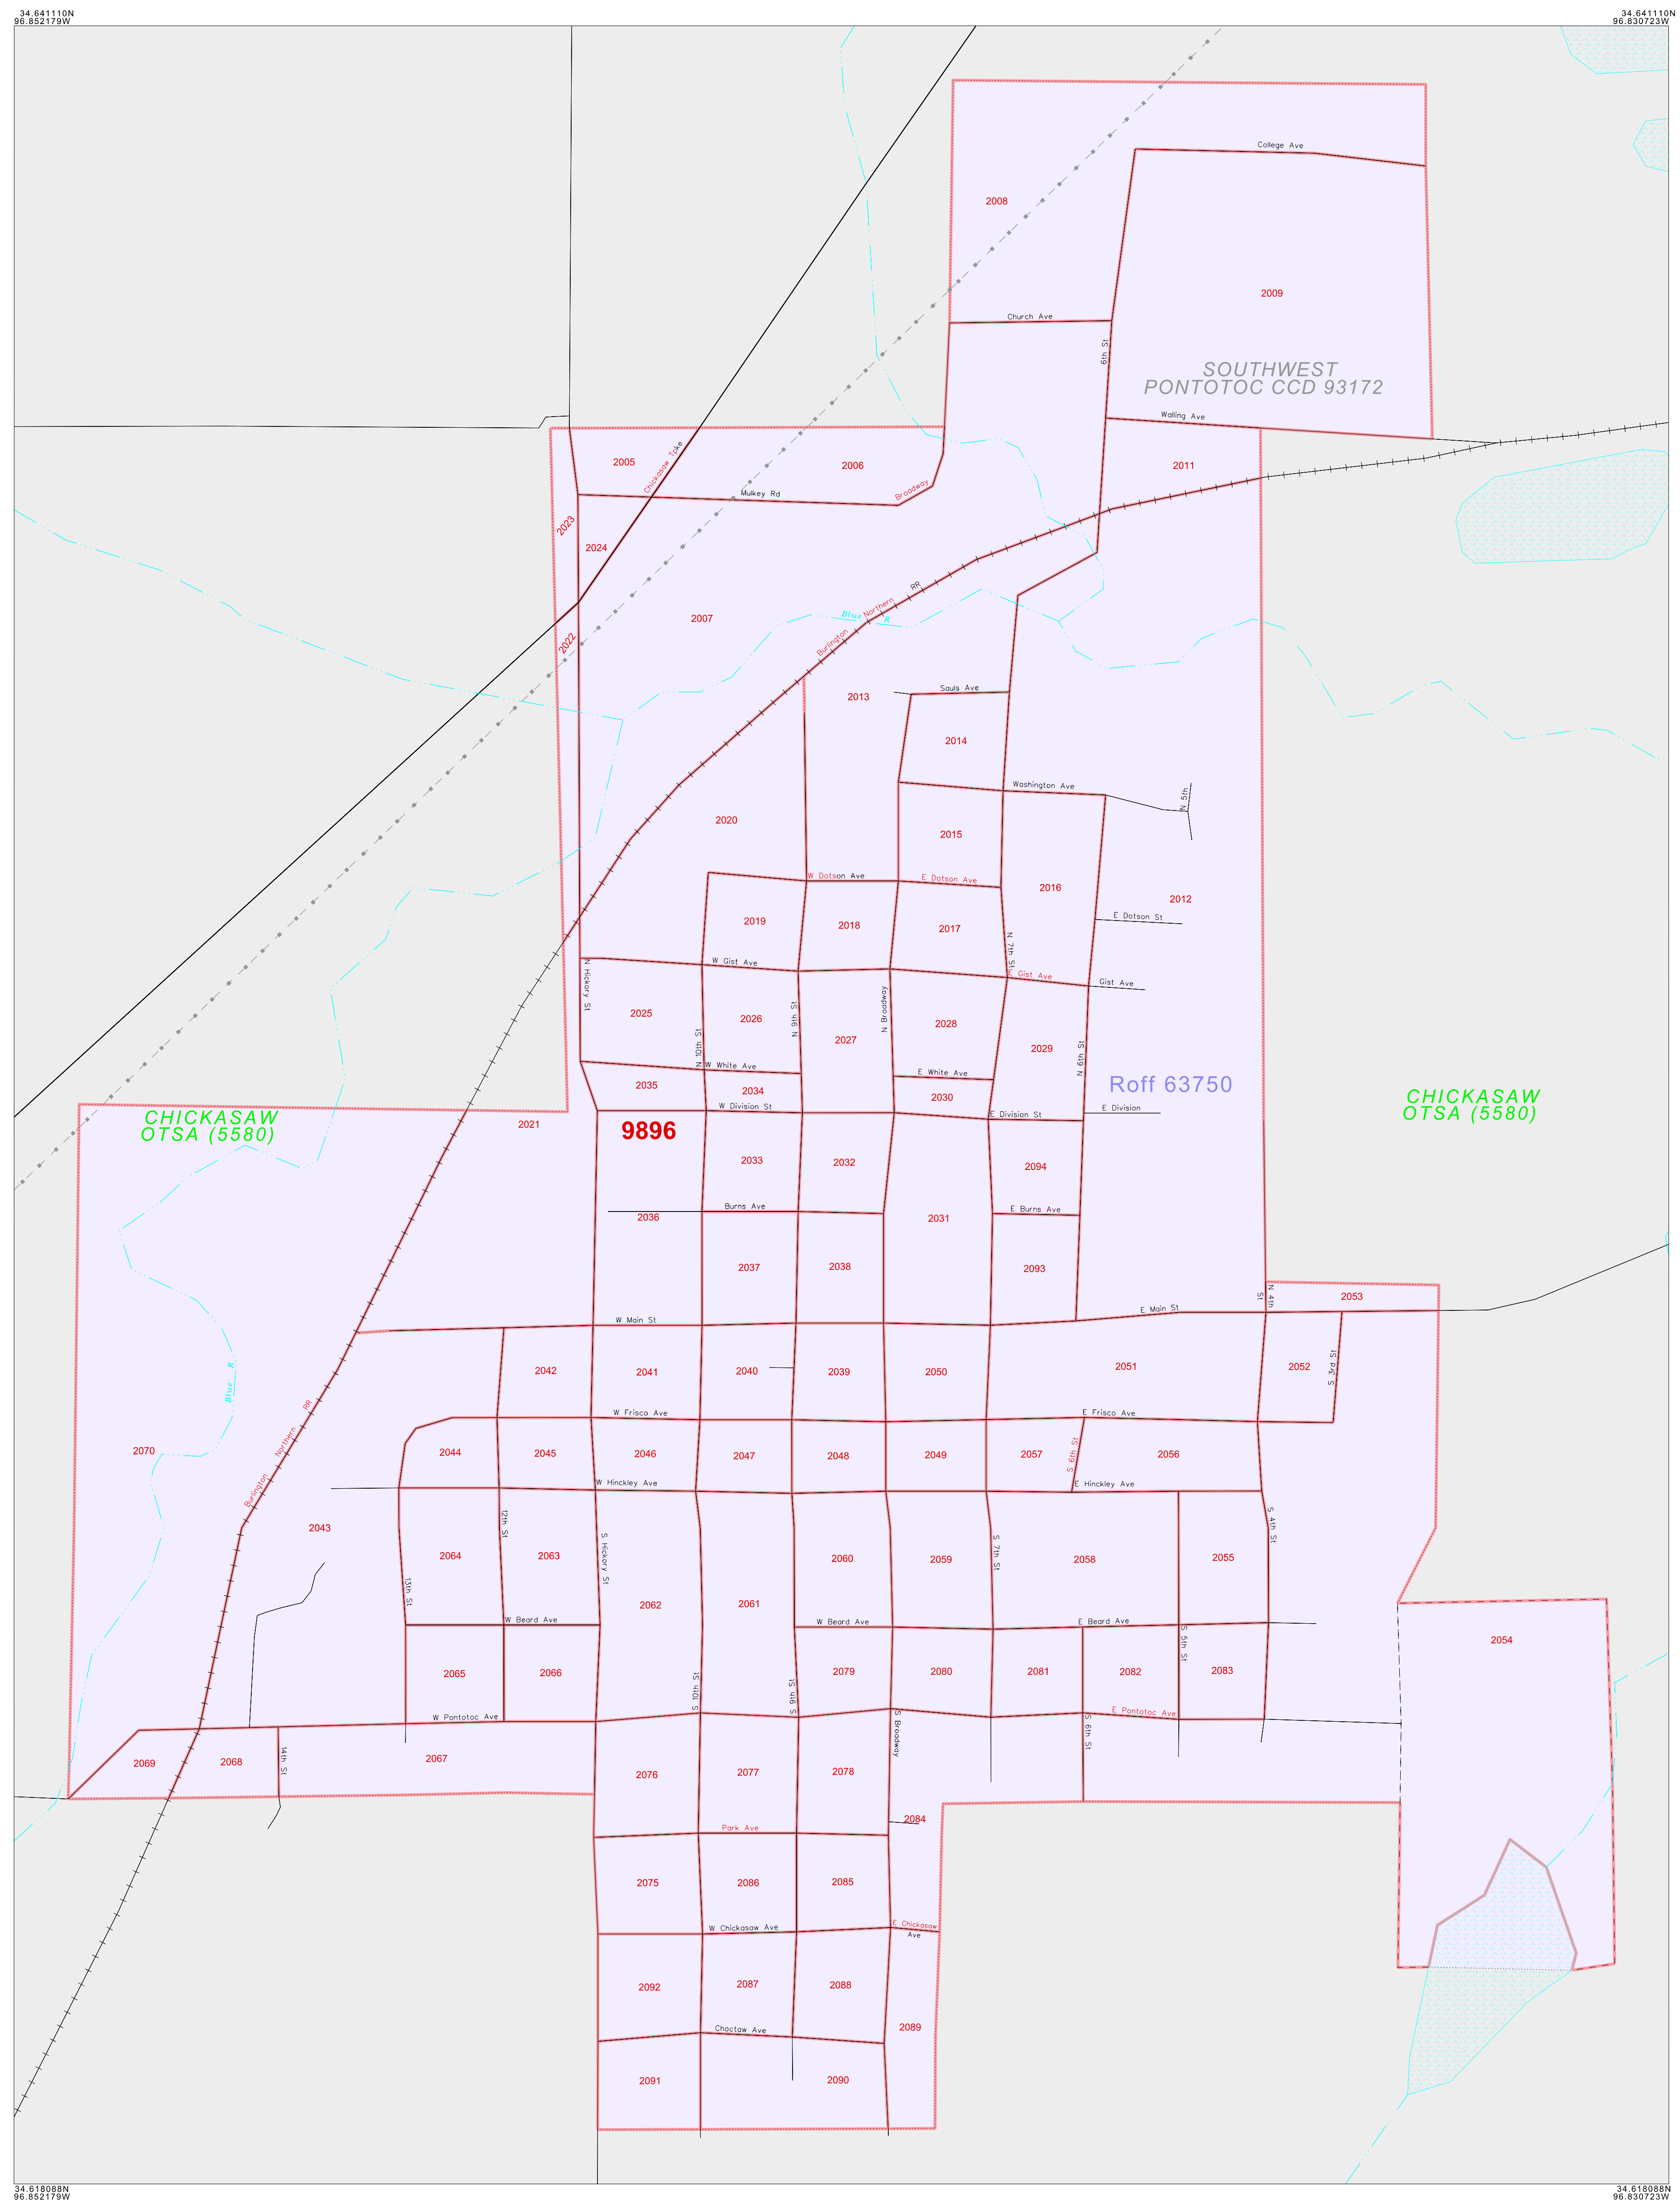 34.641110N
96.852179W
34.641110N
96.830723W
College Ave
2008
2009
Church Ave
6th St
SOUTHWEST
PONTOTOC CCD 93172
Walling Ave
2005
Chickasaw Tpke
2006
2011
Mulkey Rd
Broadway
2023
2024
2007
Blue R
Burlington Northern RR
2022
2013
Sauls Ave
2014
Washington Ave
N 5th
2020
2015
W Dotson Ave
E Dotson Ave
2016
2012
2019
2018
2017
E Dotson St
N 7th St
W Gist Ave
E Gist Ave
Gist Ave
N Hickory St
2025
2026
N 9th St
N Broadway
2028
2027
N 10th St
2029
N 6th St
W White Ave
E White Ave
Roff 63750
2035
2034
2030
CHICKASAW
OTSA (5580)
CHICKASAW
OTSA (5580)
2021
W Division St
E Division St
E Division
9896
2033
2032
2094
2036
Burns Ave
2031
E Burns Ave
2037
2038
2093
N 4th
St
2053
W Main St
E Main St
2042
2041
2040
2039
2050
2051
2052
S 3rd St
Blue R
W Frisco Ave
E Frisco Ave
2070
Burlington Northern RR
2044
2045
2046
2047
2048
2049
2057
S 6th St
2056
W Hinckley Ave
E Hinckley Ave
2043
12th St
S Hickory St
S 7th St
S 4th St
2064
2063
2060
2059
2058
2055
13th St
2062
2061
W Beard Ave
W Beard Ave
E Beard Ave
S 5th St
2054
2065
2066
S 10th St
S 9th St
2079
2080
2081
2082
2083
W Pontotoc Ave
S Broadway
E Pontotoc Ave
S 6th St
2069
2068
14th St
2067
2076
2077
2078
2084
Park Ave
2075
2086
2085
W Chickasaw Ave
E Chickasaw
Ave
2092
2087
2088
2089
Choctaw Ave
2091
2090
34.618088N
96.852179W
34.618088N
96.830723W